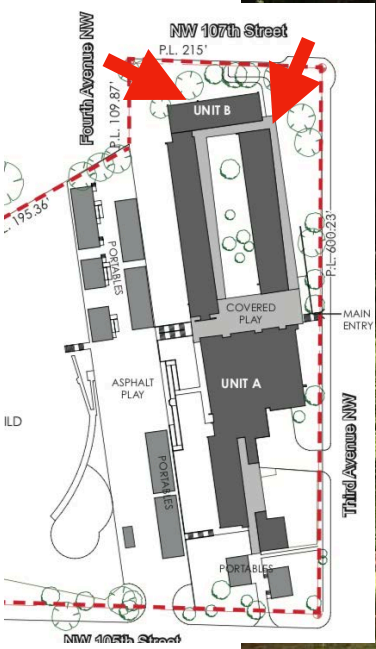 NW 107th Street
P.L. 215'
Fourth Avenue NW
P.L. 109.87'
UNIT B
195.36'
PORTABLES
P.L. 600.23'
COVERED
PLAY
MAIN
ENTRY
ASPHALT
PLAY
UNIT A
ILD
PORTABLES
Third Avenue NW
PORTABLES
NW 105th Street